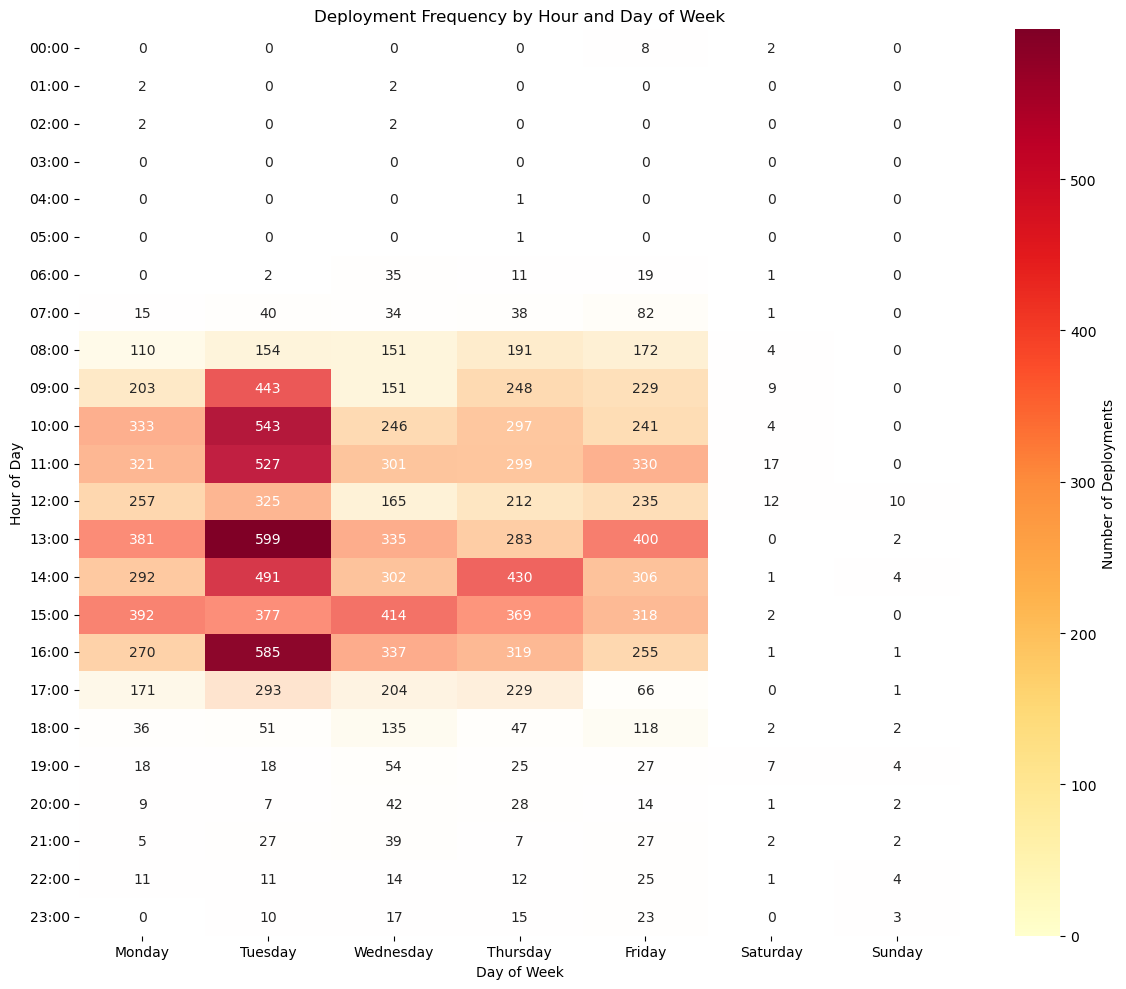 Deployment Frequency by Hour and Day of Week
00:00 0 0 0 0 8 2 0
01:00 2 0 2 0 0 0 0
02:00 2 0 2 0 0 0 0
03:00 0 0 0 0 0 0 0
04:00 0 0 0 1 0 0 0
05:00 0 0 0 1 0 0 0
06:00 0 2 35 11 19 1 0
07:00 15 40 34 38 82 1 0
08:00 110 154 151 191 172 4 0
09:00 203 443 151 248 229 9 0
10:00 333 543 246 297 241 4 0
11:00 321 527 301 299 330 17 0
12:00 257 325 165 212 235 12 10
13:00 381 599 335 283 400 0 2
14:00 292 491 302 430 306 1 4
15:00 392 377 414 369 318 2 0
16:00 270 585 337 319 255 1 1
17:00 171 293 204 229 66 0 1
18:00 36 51 135 47 118 2 2
19:00 18 18 54 25 27 7 4
20:00 9 7 42 28 14 1 2
21:00 5 27 39 7 27 2 2
22:00 11 11 14 12 25 1 4
23:00 0 10 17 15 23 0 3
Monday Tuesday Wednesday Thursday Friday Saturday Sunday
Day of Week
Hour of Day
500
400
300
200
100
0
Number of Deployments